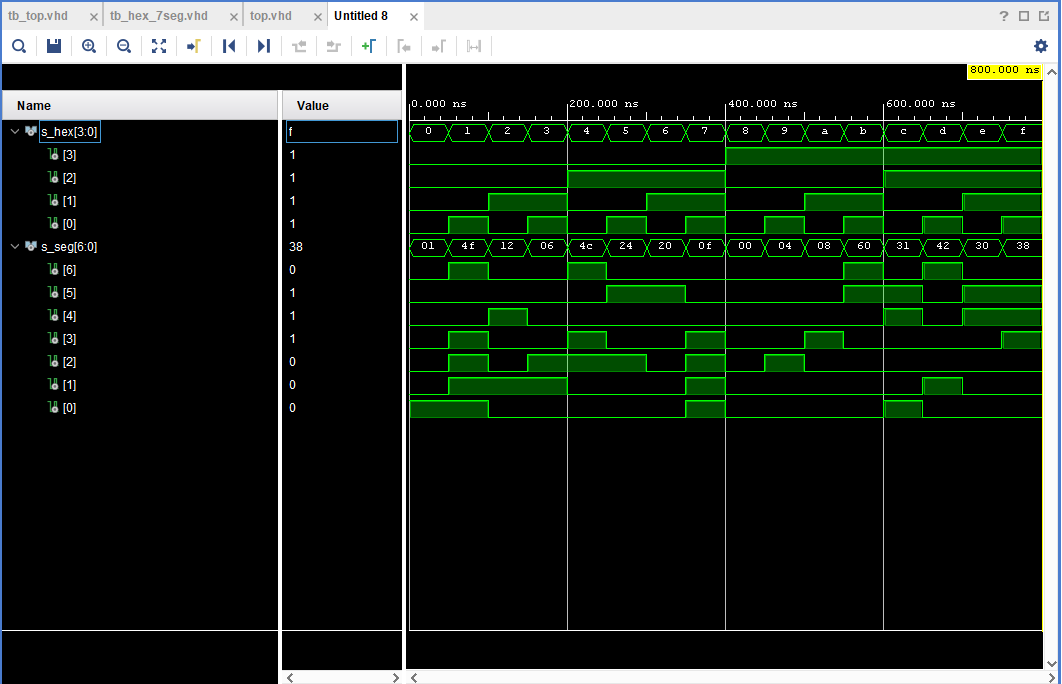 tb_top.vhd × tb_hex_7seg.vhd × top.vhd × Untitled 8 × ?
800.000 ns
Name Value 0.000 ns 200.000 ns 400.000 ns 600.000 ns
s_hex[3:0] f 0 1 2 3 4 5 6 7 8 9 a b c d e f
[3] 1
[2] 1
[1] 1
[0] 1
s_seg[6:0] 38 01 4f 12 06 4c 24 20 0f 00 04 08 60 31 42 30 38
[6] 0
[5] 1
[4] 1
[3] 1
[2] 0
[1] 0
[0] 0